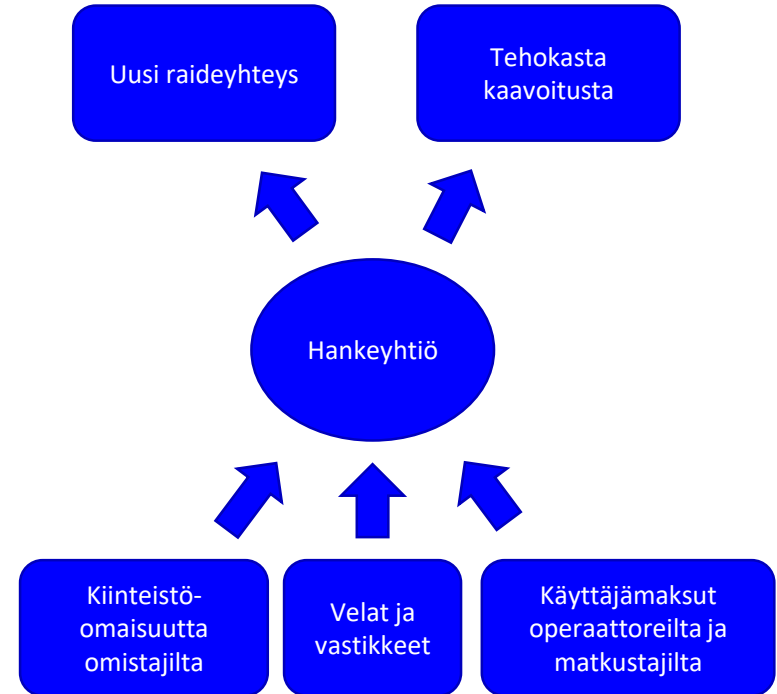 Uusi raideyhteys
Tehokasta
kaavoitusta
Hankeyhtiö
Kiinteistö-
omaisuutta
omistajilta
Velat ja
vastikkeet
Käyttäjämaksut
operaattoreilta ja
matkustajilta